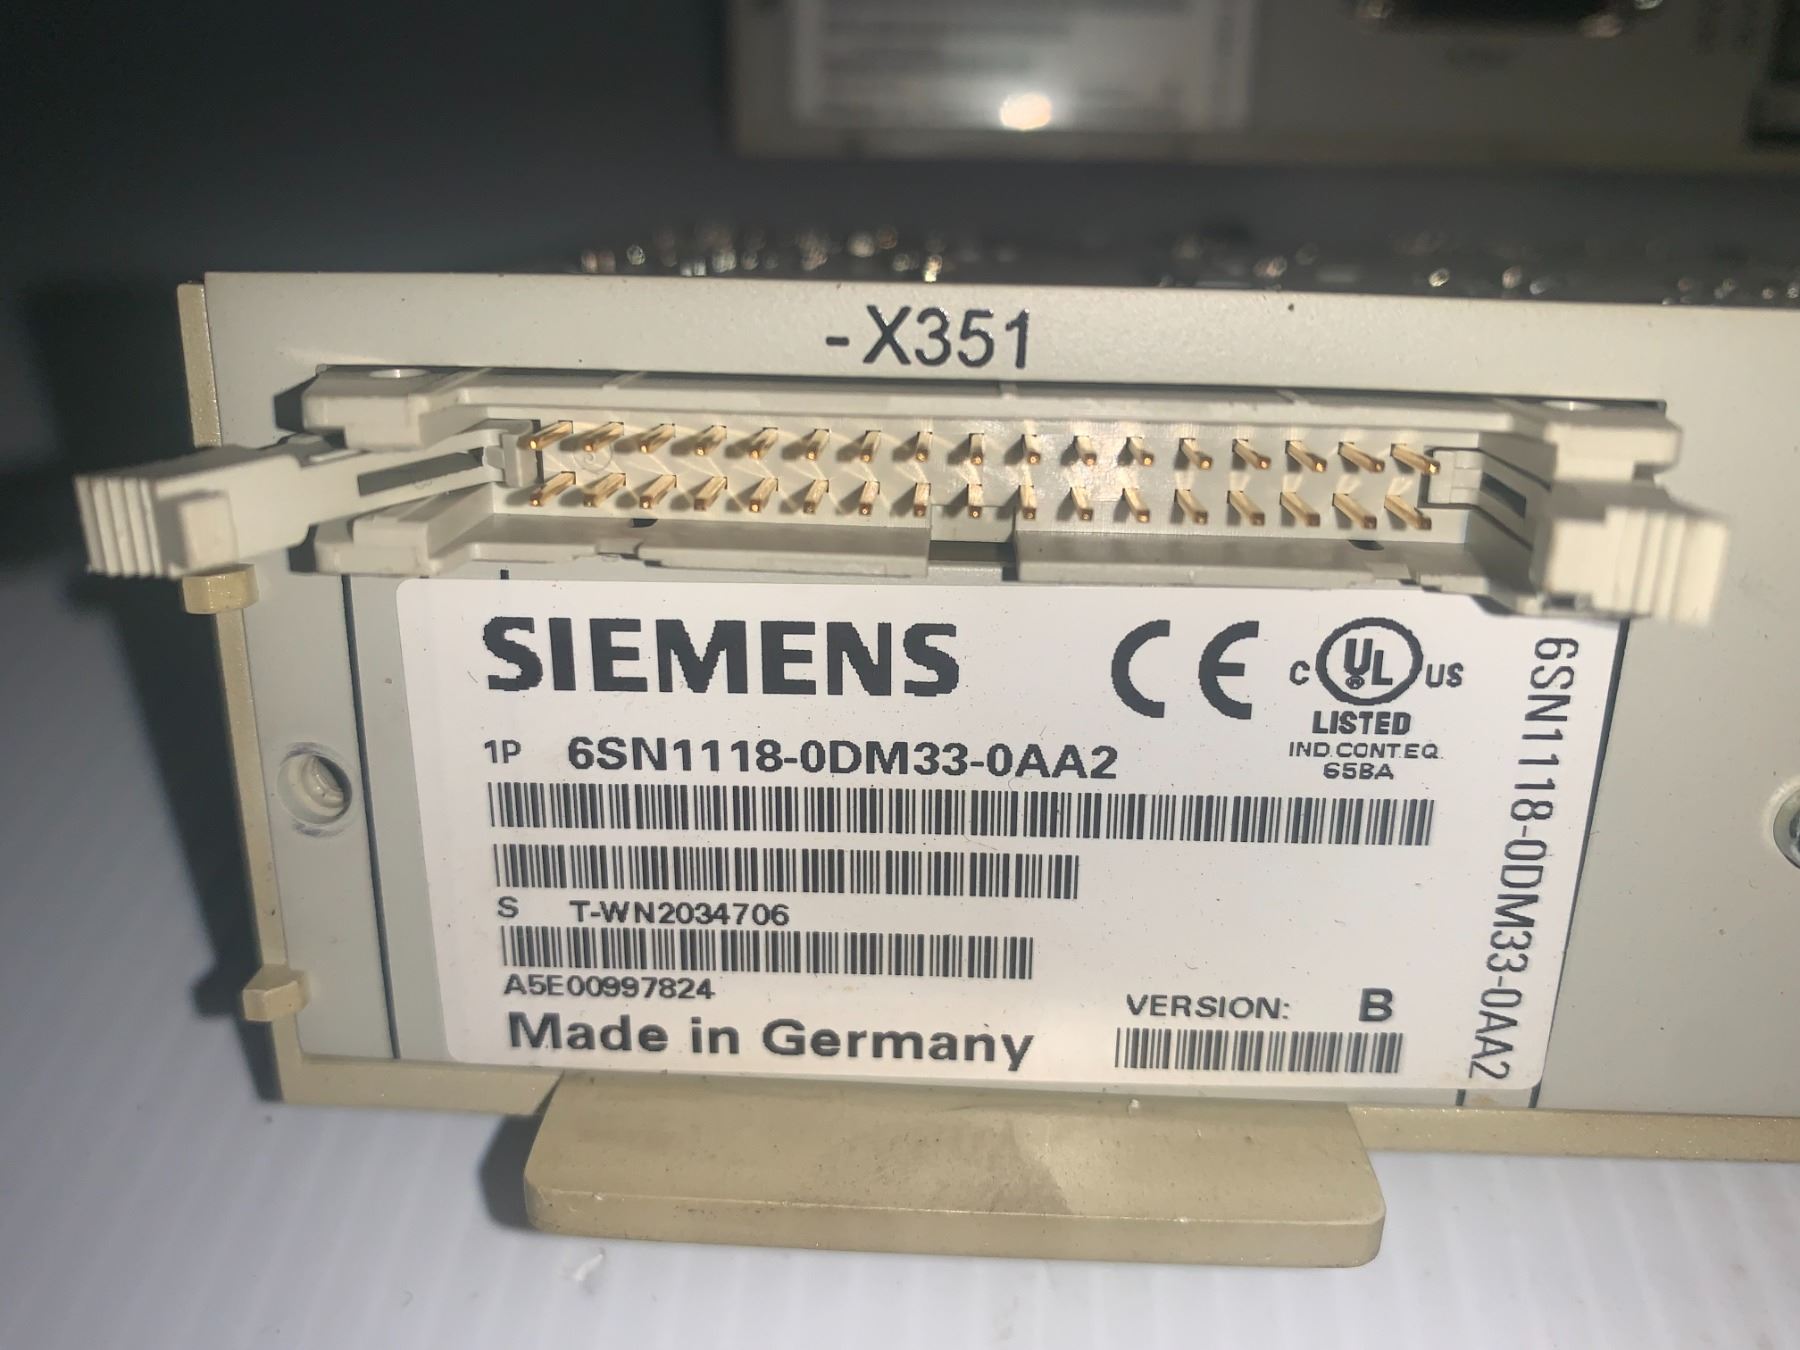 -X351
SIEMENS
CE
C UL US
LISTED
IND.CONT.EQ.
65BA
1P 6SN1118-0DM33-0AA2
S T-WN2034706
A5E00997824
Made in Germany
VERSION: B
6SN1118-0DM33-0AA2